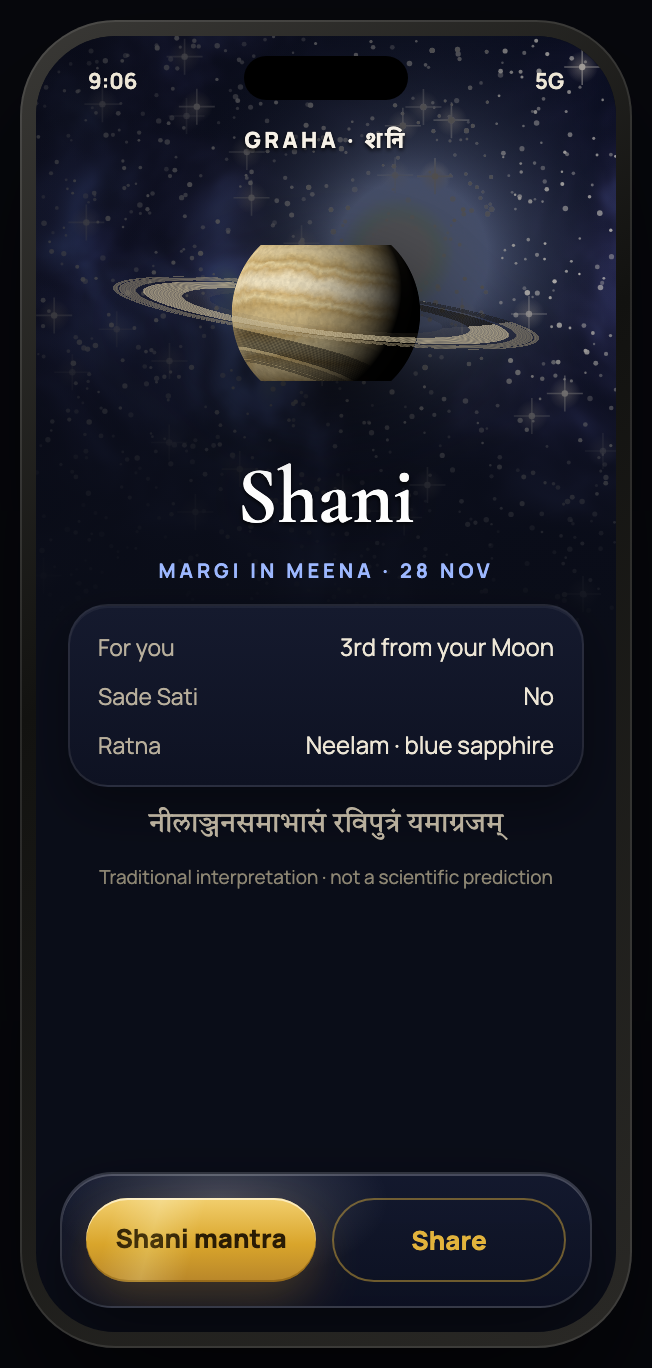 9:06 5G
GRAHA · शनि
Shani
MARGI IN MEENA · 28 NOV
For you 3rd from your Moon
Sade Sati No
Ratna Neelam · blue sapphire
नीलाञ्जनसमाभासं रविपुत्रं यमाग्रजम्
Traditional interpretation · not a scientific prediction
Shani mantra Share